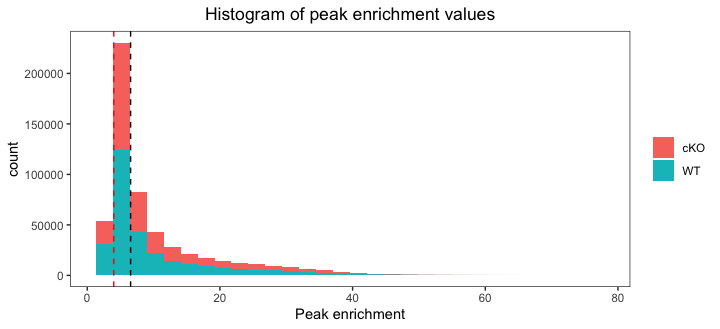 Histogram of peak enrichment values
count
200000
150000
100000
50000
0
0 20 40 60 80
Peak enrichment
cKO
WT